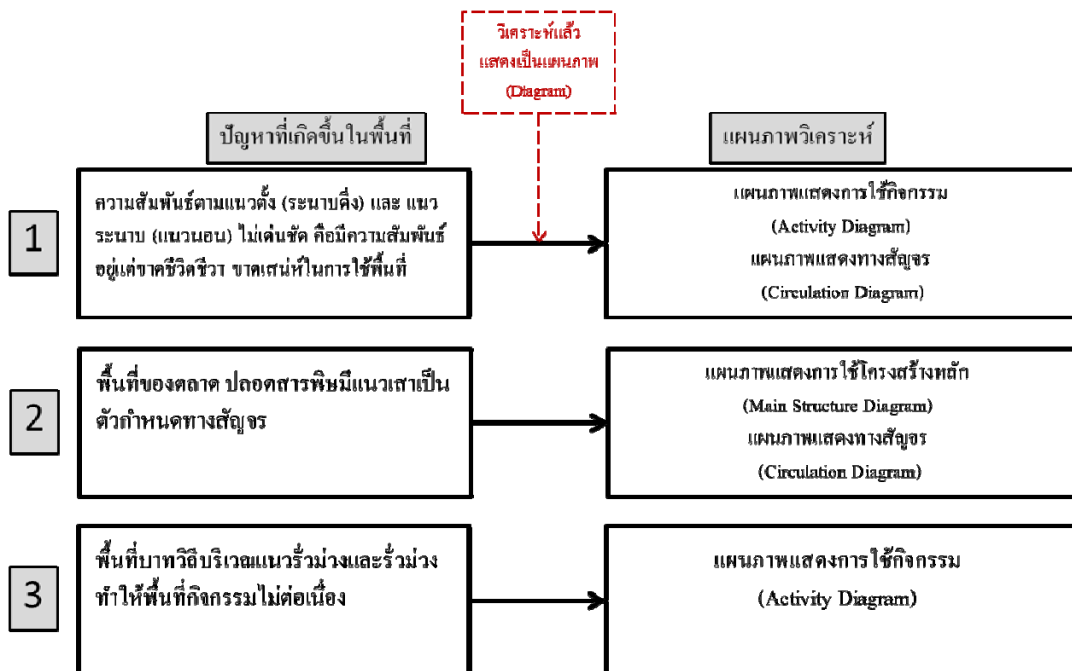 วิเคราะห์แล้ว
แสดงเป็นแผนภาพ
(Diagram)
ปัญหาที่เกิดขึ้นในพื้นที่
แผนภาพวิเคราะห์
1
ความสัมพันธ์ตามแนวตั้ง (ระนาบดิ่ง) และ แนว
ระนาบ (แนวนอน) ไม่เด่นชัด คือมีความสัมพันธ์
อยู่แต่ขาดชีวิตชีวา ขาดเสน่ห์ในการใช้พื้นที่
แผนภาพแสดงการใช้กิจกรรม
(Activity Diagram)
แผนภาพแสดงทางสัญจร
(Circulation Diagram)
2
พื้นที่ของตลาด ปลอดสารพิษมีแนวเสาเป็น
ตัวกำหนดทางสัญจร
แผนภาพแสดงการใช้โครงสร้างหลัก
(Main Structure Diagram)
แผนภาพแสดงทางสัญจร
(Circulation Diagram)
3
พื้นที่บาทวิถีบริเวณแนวรั้วม่วงและรั้วม่วง
ทำให้พื้นที่กิจกรรมไม่ต่อเนื่อง
แผนภาพแสดงการใช้กิจกรรม
(Activity Diagram)